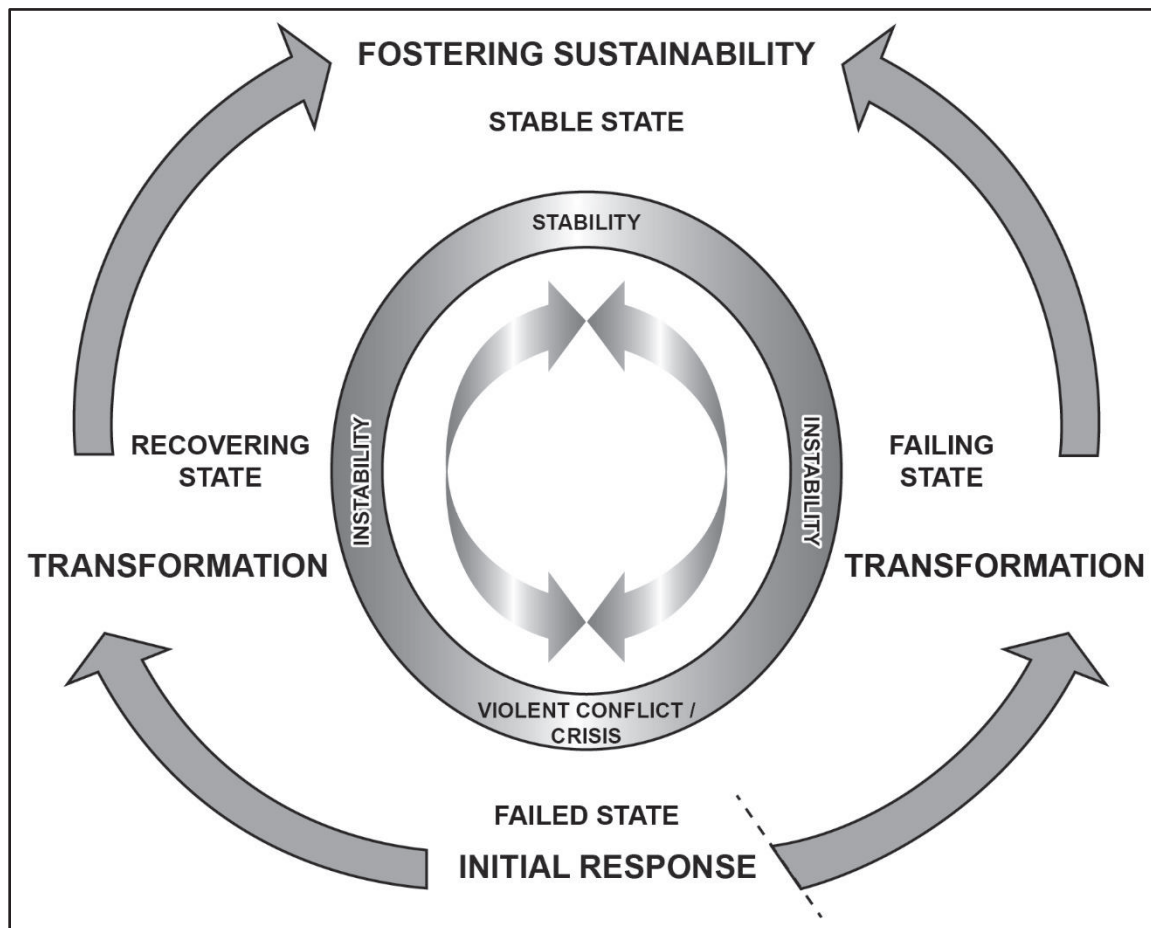 FOSTERING SUSTAINABILITY
STABLE STATE
STABILITY
INSTABILITY
INSTABILITY
RECOVERING
STATE
FAILING
STATE
TRANSFORMATION
TRANSFORMATION
VIOLENT CONFLICT /
CRISIS
FAILED STATE
INITIAL RESPONSE